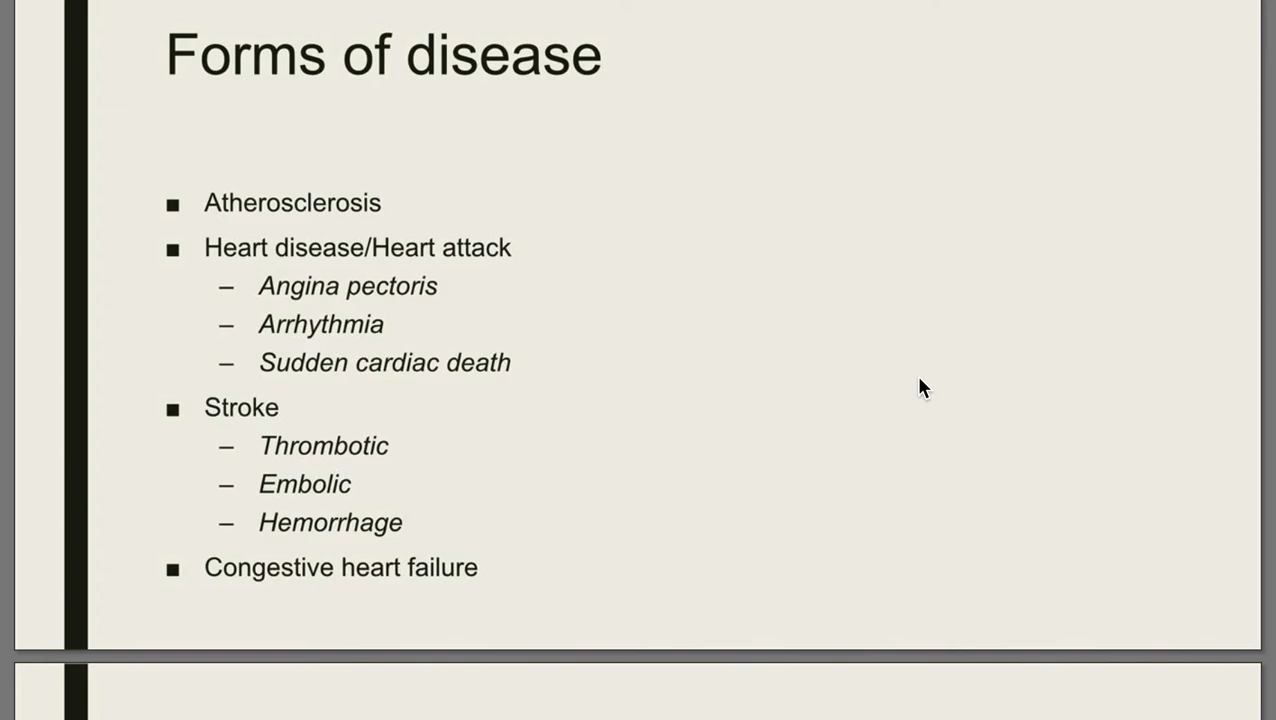 Forms of disease
■ Atherosclerosis
■ Heart disease/Heart attack
– Angina pectoris
– Arrhythmia
– Sudden cardiac death
■ Stroke
– Thrombotic
– Embolic
– Hemorrhage
■ Congestive heart failure